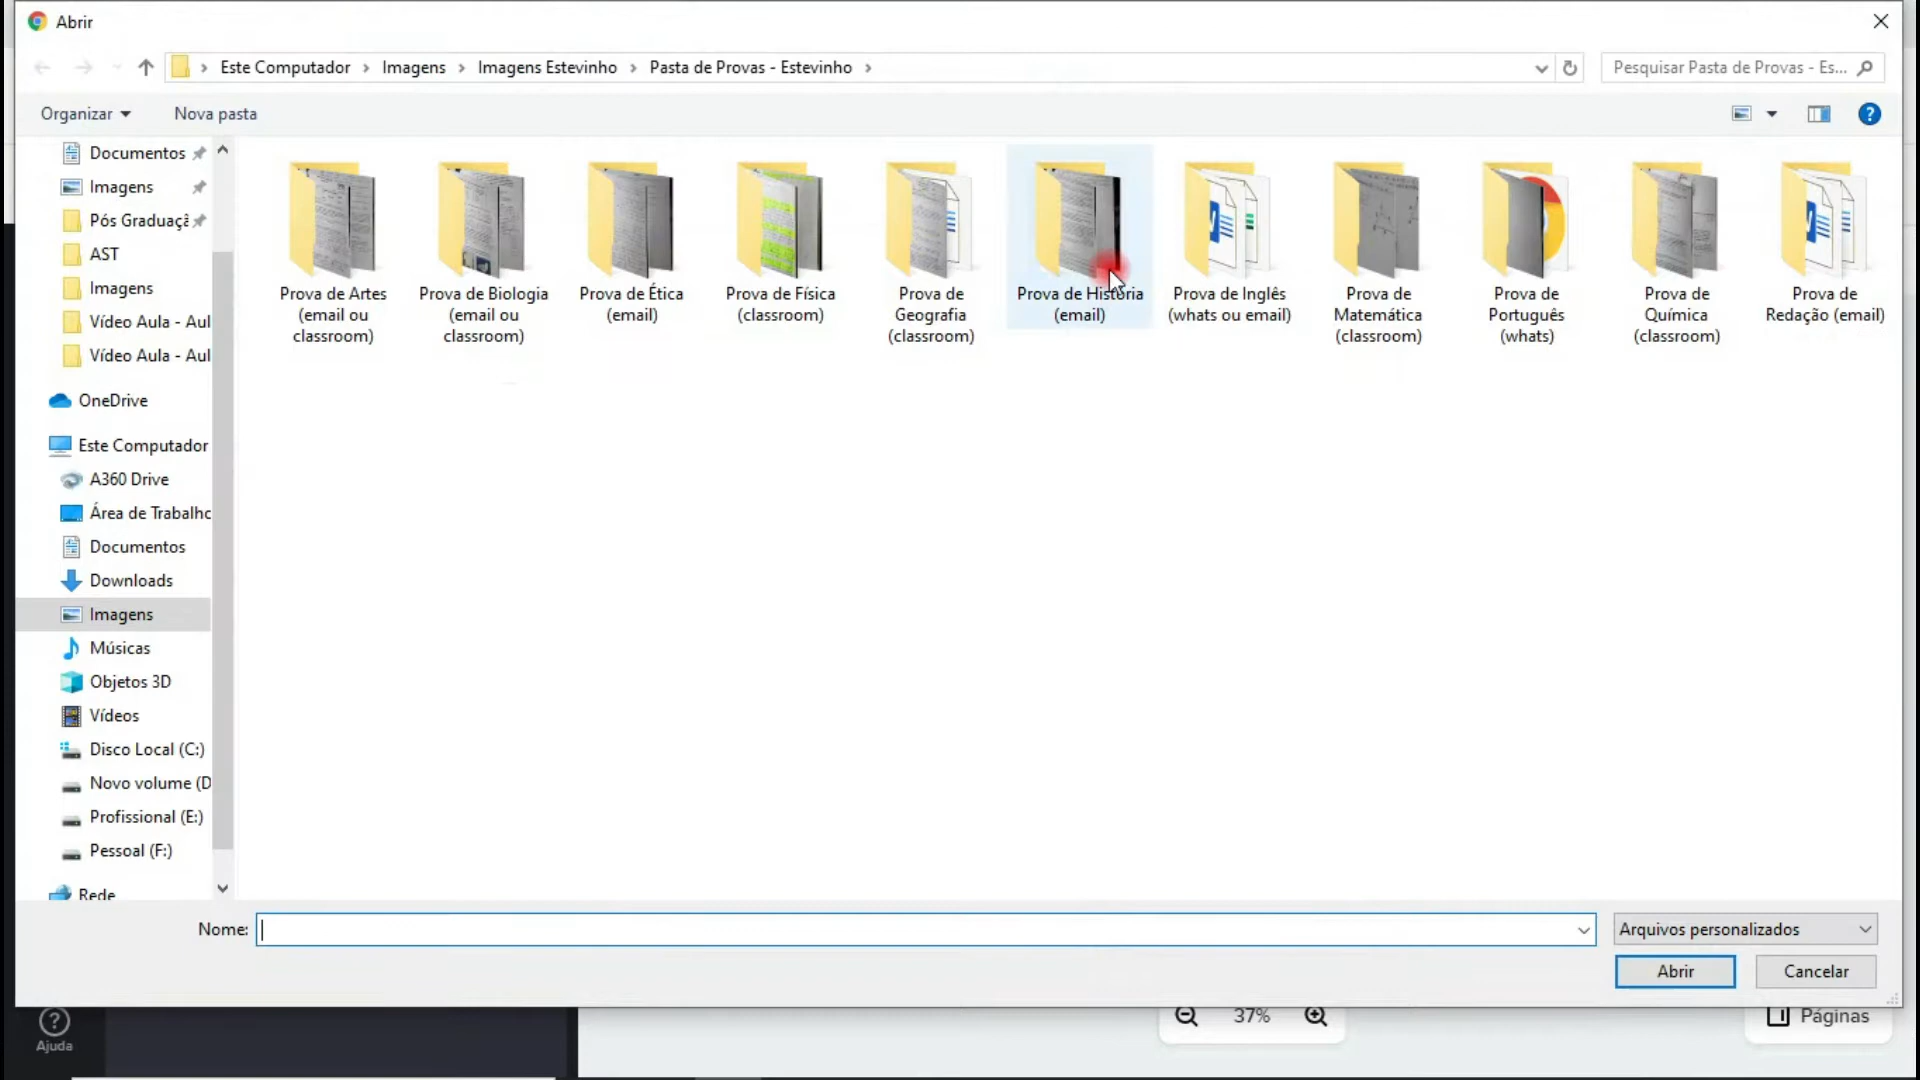 Abrir
Este Computador
Imagens
Imagens Estevinho
Pasta de Provas - Estevinho
Pesquisar Pasta de Provas - Es...
Organizar
Nova pasta
?
Documentos
Imagens
Pós Graduaçã
AST
Imagens
Vídeo Aula - Aul
Vídeo Aula - Aul
OneDrive
Este Computador
A360 Drive
Área de Trabalho
Documentos
Downloads
Imagens
Músicas
Objetos 3D
Vídeos
Disco Local (C:)
Novo volume (D
Profissional (E:)
Pessoal (F:)
Rede
Prova de Artes
(email ou
classroom)
Prova de Biologia
(email ou
classroom)
Prova de Ética
(email)
Prova de Física
(classroom)
Prova de
Geografia
(classroom)
Prova de História
(email)
Prova de Inglês
(whats ou email)
Prova de
Matemática
(classroom)
Prova de
Português
(whats)
Prova de
Química
(classroom)
Prova de
Redação (email)
Nome:
Arquivos personalizados
Abrir
Cancelar
?
Ajuda
37%
Páginas